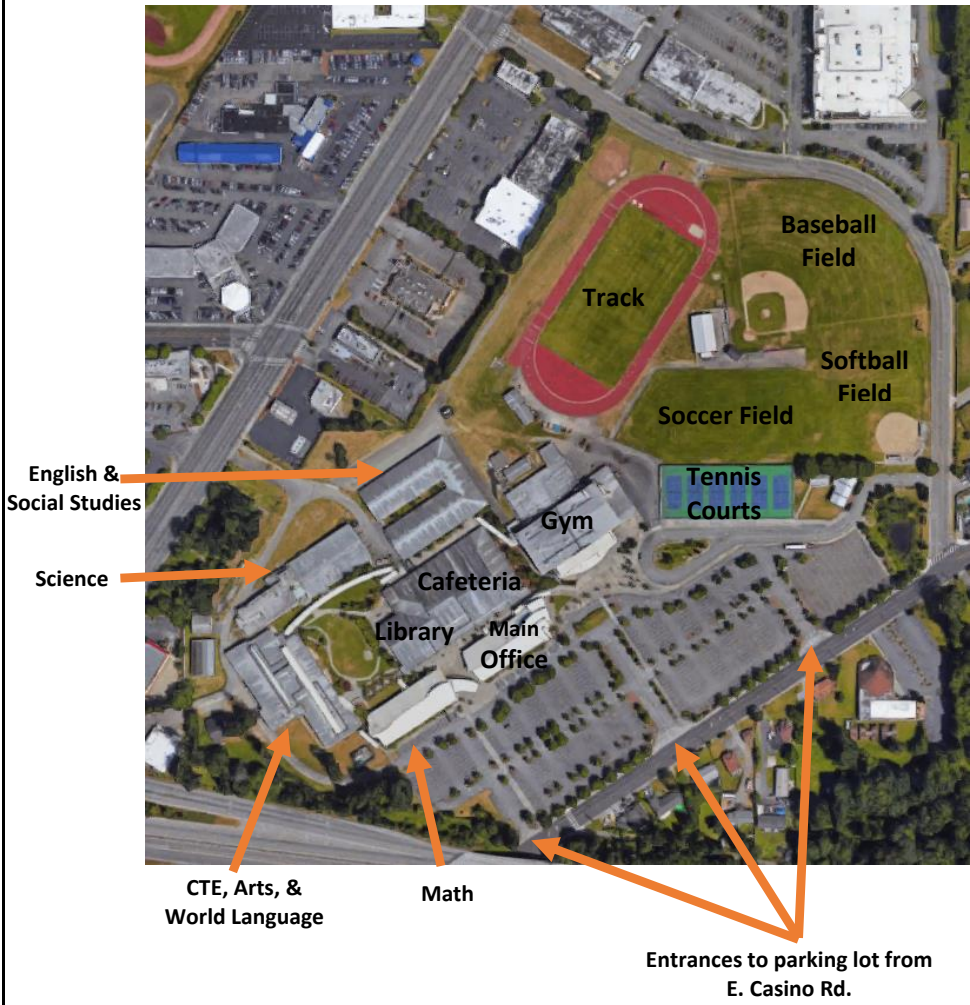 Baseball
Field
Track
Softball
Field
Soccer Field
English &
Social Studies
Tennis
Courts
Gym
Science
Cafeteria
Library
Main
Office
CTE, Arts, &
World Language
Math
Entrances to parking lot from
E. Casino Rd.